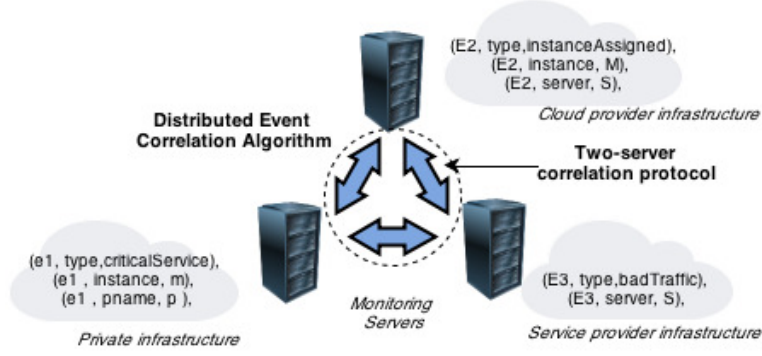 (E2, type,instanceAssigned),
(E2, instance, M),
(E2, server, S),
Cloud provider infrastructure
Distributed Event
Correlation Algorithm
Two-server
correlation protocol
(e1, type,criticalService),
(e1 , instance, m),
(e1 , pname, p ),
Private infrastructure
Monitoring
Servers
(E3, type,badTraffic),
(E3, server, S),
Service provider infrastructure